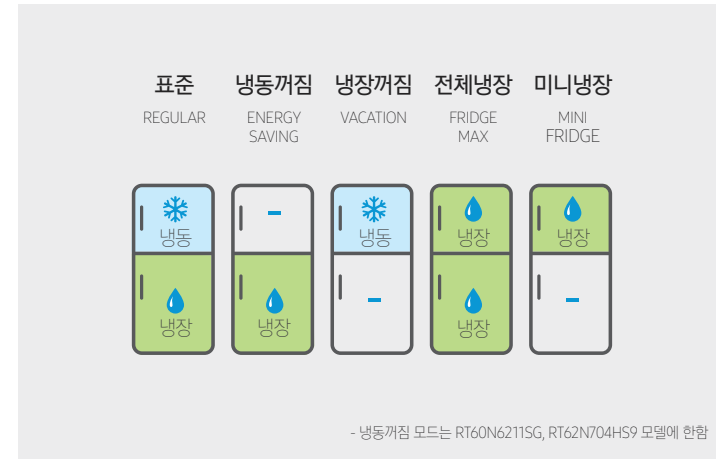 표준 냉동꺼짐 냉장꺼짐 전체냉장 미니냉장
REGULAR ENERGY SAVING VACATION FRIDGE MAX MINI FRIDGE
냉동 - 냉동 냉장 냉장
냉장 냉장 - 냉장 -
- 냉동꺼짐 모드는 RT60N6211SG, RT62N704HS9 모델에 한함